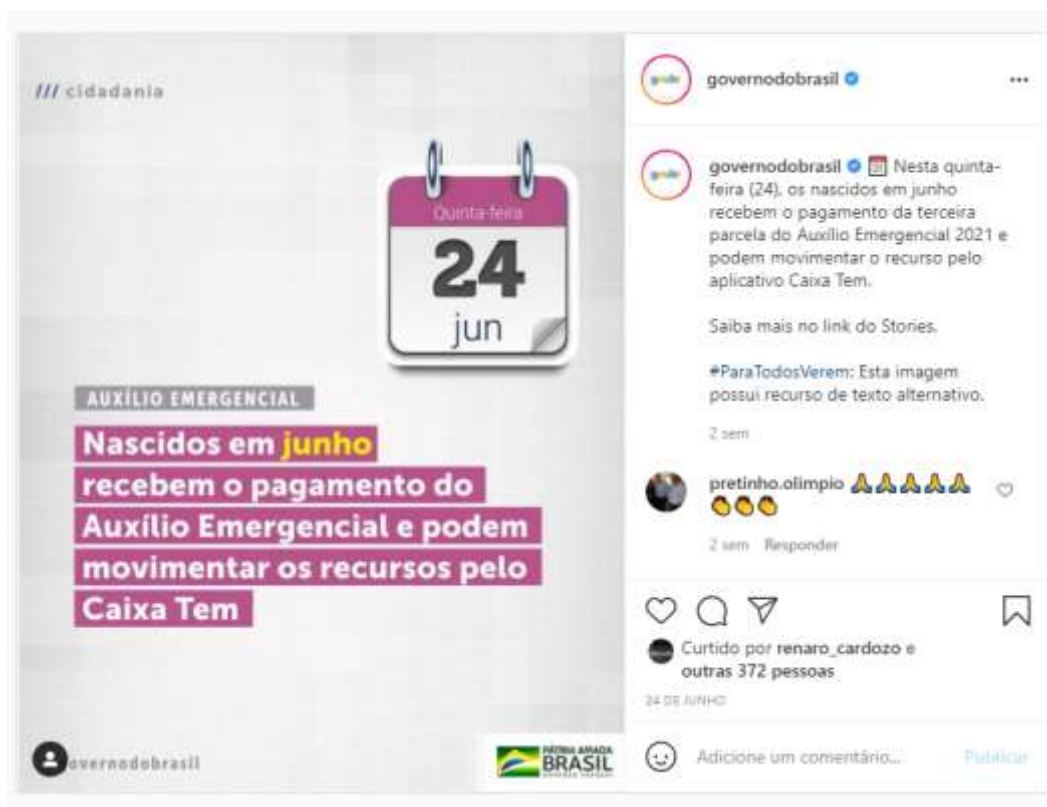 /// cidadania
Quinta-feira
24
jun
AUXÍLIO EMERGENCIAL
Nascidos em junho
recebem o pagamento do
Auxílio Emergencial e podem
movimentar os recursos pelo
Caixa Tem
overnodobrasil
PÁTRIA AMADA
BRASIL
governodobrasil
governodobrasil Nesta quinta-
feira (24), os nascidos em junho
recebem o pagamento da terceira
parcela do Auxílio Emergencial 2021 e
podem movimentar o recurso pelo
aplicativo Caixa Tem.
Saiba mais no link do Stories.
#ParaTodosVerem: Esta imagem
possui recurso de texto alternativo.
2 sem
pretinho.olimpio 🙏🙏🙏🙏🙏
👏👏👏
2 sem Responder
Curtido por renaro_cardozo e
outras 372 pessoas
24 DE JUNHO
Adicione um comentário... Publicar